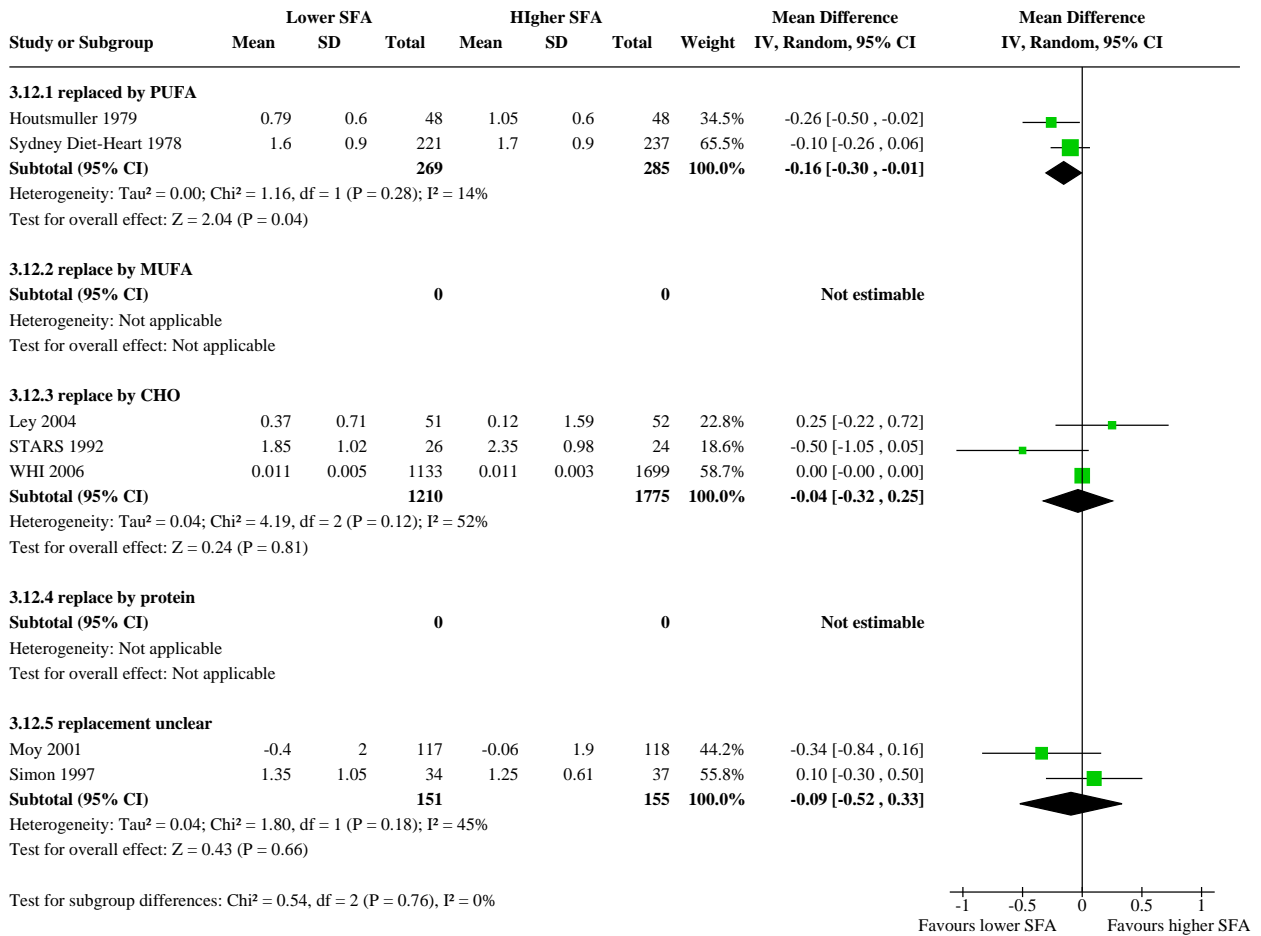 Lower SFA HIgher SFA Mean Difference Mean Difference
Study or Subgroup Mean SD Total Mean SD Total Weight IV, Random, 95% CI IV, Random, 95% CI
3.12.1 replaced by PUFA
Houtsmuller 1979 0.79 0.6 48 1.05 0.6 48 34.5% -0.26 [-0.50 , -0.02]
Sydney Diet-Heart 1978 1.6 0.9 221 1.7 0.9 237 65.5% -0.10 [-0.26 , 0.06]
Subtotal (95% CI) 269 285 100.0% -0.16 [-0.30 , -0.01]
Heterogeneity: Tau² = 0.00; Chi² = 1.16, df = 1 (P = 0.28); I² = 14%
Test for overall effect: Z = 2.04 (P = 0.04)
3.12.2 replace by MUFA
Subtotal (95% CI) 0 0 Not estimable
Heterogeneity: Not applicable
Test for overall effect: Not applicable
3.12.3 replace by CHO
Ley 2004 0.37 0.71 51 0.12 1.59 52 22.8% 0.25 [-0.22 , 0.72]
STARS 1992 1.85 1.02 26 2.35 0.98 24 18.6% -0.50 [-1.05 , 0.05]
WHI 2006 0.011 0.005 1133 0.011 0.003 1699 58.7% 0.00 [-0.00 , 0.00]
Subtotal (95% CI) 1210 1775 100.0% -0.04 [-0.32 , 0.25]
Heterogeneity: Tau² = 0.04; Chi² = 4.19, df = 2 (P = 0.12); I² = 52%
Test for overall effect: Z = 0.24 (P = 0.81)
3.12.4 replace by protein
Subtotal (95% CI) 0 0 Not estimable
Heterogeneity: Not applicable
Test for overall effect: Not applicable
3.12.5 replacement unclear
Moy 2001 -0.4 2 117 -0.06 1.9 118 44.2% -0.34 [-0.84 , 0.16]
Simon 1997 1.35 1.05 34 1.25 0.61 37 55.8% 0.10 [-0.30 , 0.50]
Subtotal (95% CI) 151 155 100.0% -0.09 [-0.52 , 0.33]
Heterogeneity: Tau² = 0.04; Chi² = 1.80, df = 1 (P = 0.18); I² = 45%
Test for overall effect: Z = 0.43 (P = 0.66)
Test for subgroup differences: Chi² = 0.54, df = 2 (P = 0.76), I² = 0%
-1 -0.5 0 0.5 1
Favours lower SFA Favours higher SFA